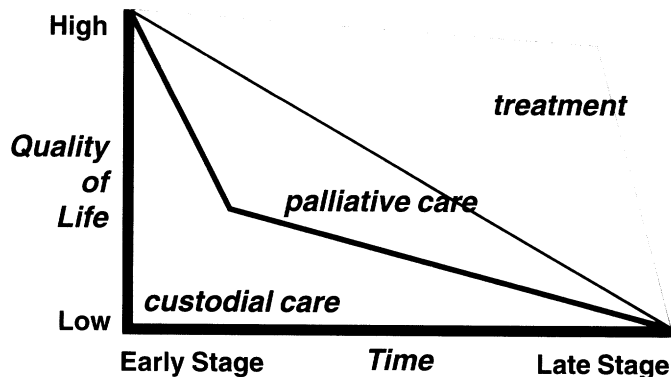 High
treatment
Quality
of
Life
palliative care
custodial care
Low
Early Stage
Time
Late Stage